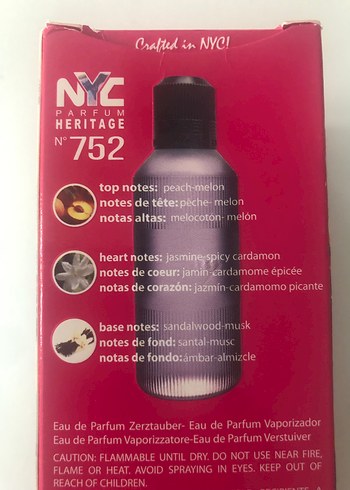 Crafted in NYC!
NYC
PARFUM
HERITAGE
N° 752
top notes: peach-melon
notes de tête: pèche- melon
notas altas: melocotón- melón
heart notes: jasmine-spicy cardamon
notes de coeur: jamin-cardamome épicée
notas de corazón: jazmín-cardamomo picante
base notes: sandalwood-musk
notes de fond: santal-musc
notas de fondo: ámbar-almizcle
Eau de Parfum Zerztauber- Eau de Parfum Vaporizador
Eau de Parfum Vaporizzatore-Eau de Parfum Verstuiver
CAUTION: FLAMMABLE UNTIL DRY. DO NOT USE NEAR FIRE,
FLAME OR HEAT. AVOID SPRAYING IN EYES. KEEP OUT OF
REACH OF CHILDREN.